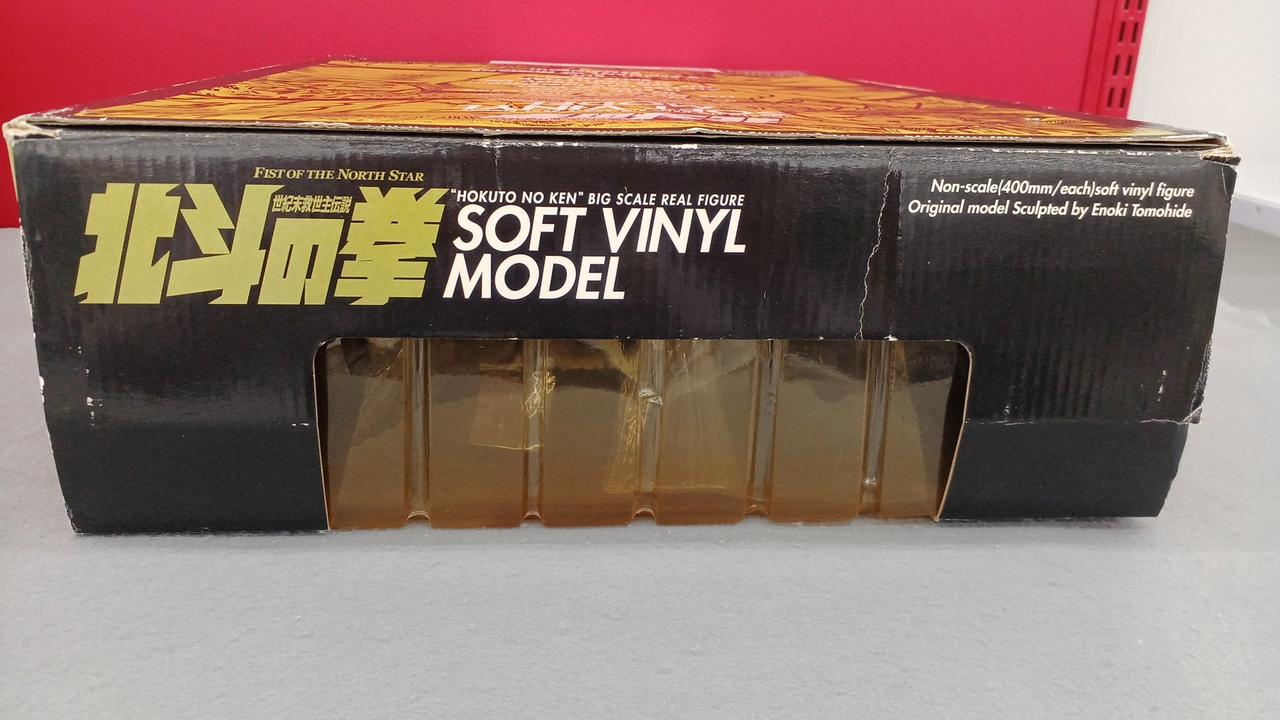 FIST OF THE NORTH STAR
世紀末救世主伝説
北斗の拳
"HOKUTO NO KEN" BIG SCALE REAL FIGURE
SOFT VINYL
MODEL
Non-scale(400mm/each)soft vinyl figure
Original model Sculpted by Enoki Tomohide